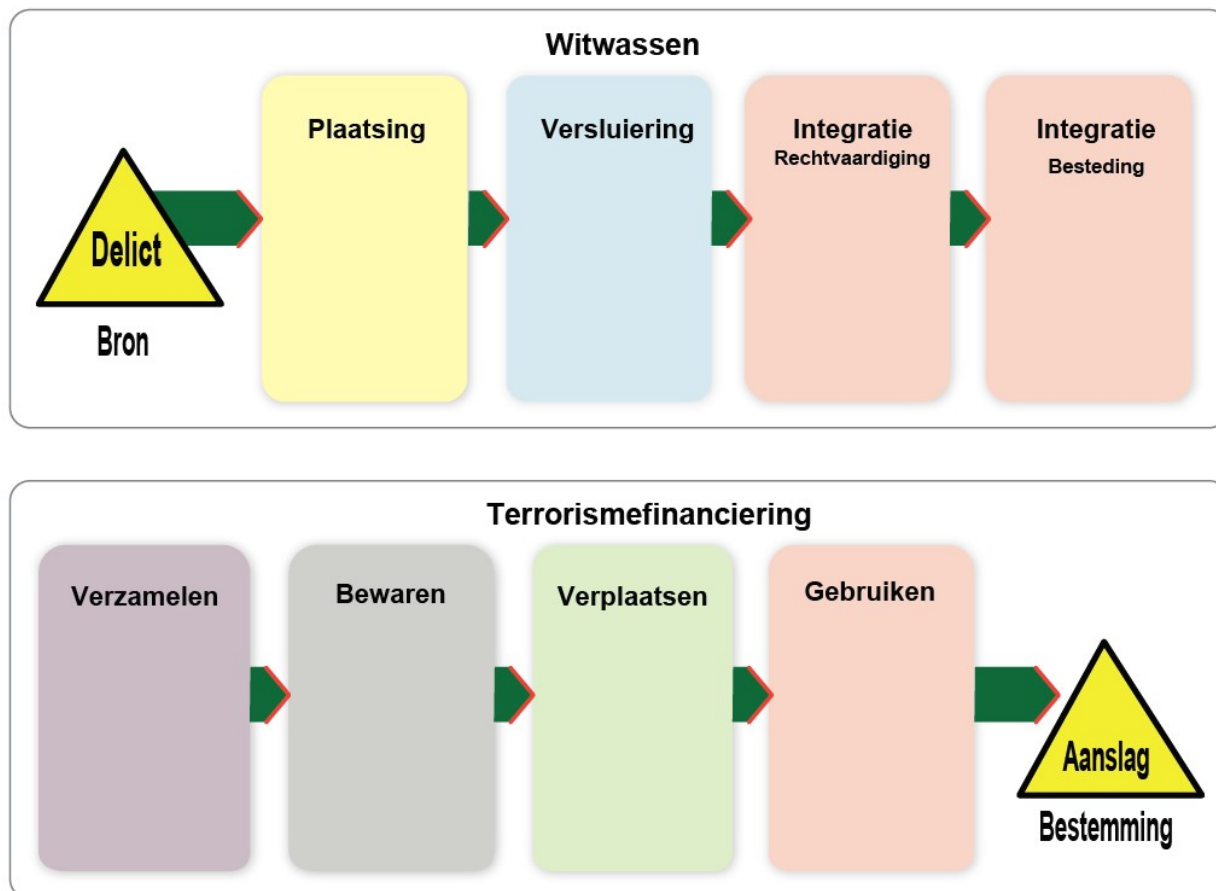 Witwassen
Plaatsing
Versluiering
Integratie
Rechtvaardiging
Integratie
Besteding
Delict
Bron
Terrorismefinanciering
Verzamelen
Bewaren
Verplaatsen
Gebruiken
Aanslag
Bestemming